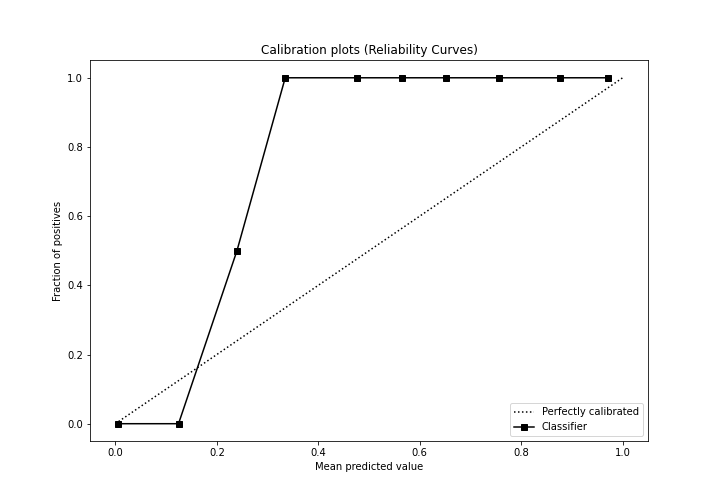 Calibration plots (Reliability Curves)
1.0
0.8
0.6
0.4
0.2
0.0
Fraction of positives
Perfectly calibrated
Classifier
0.0 0.2 0.4 0.6 0.8 1.0
Mean predicted value